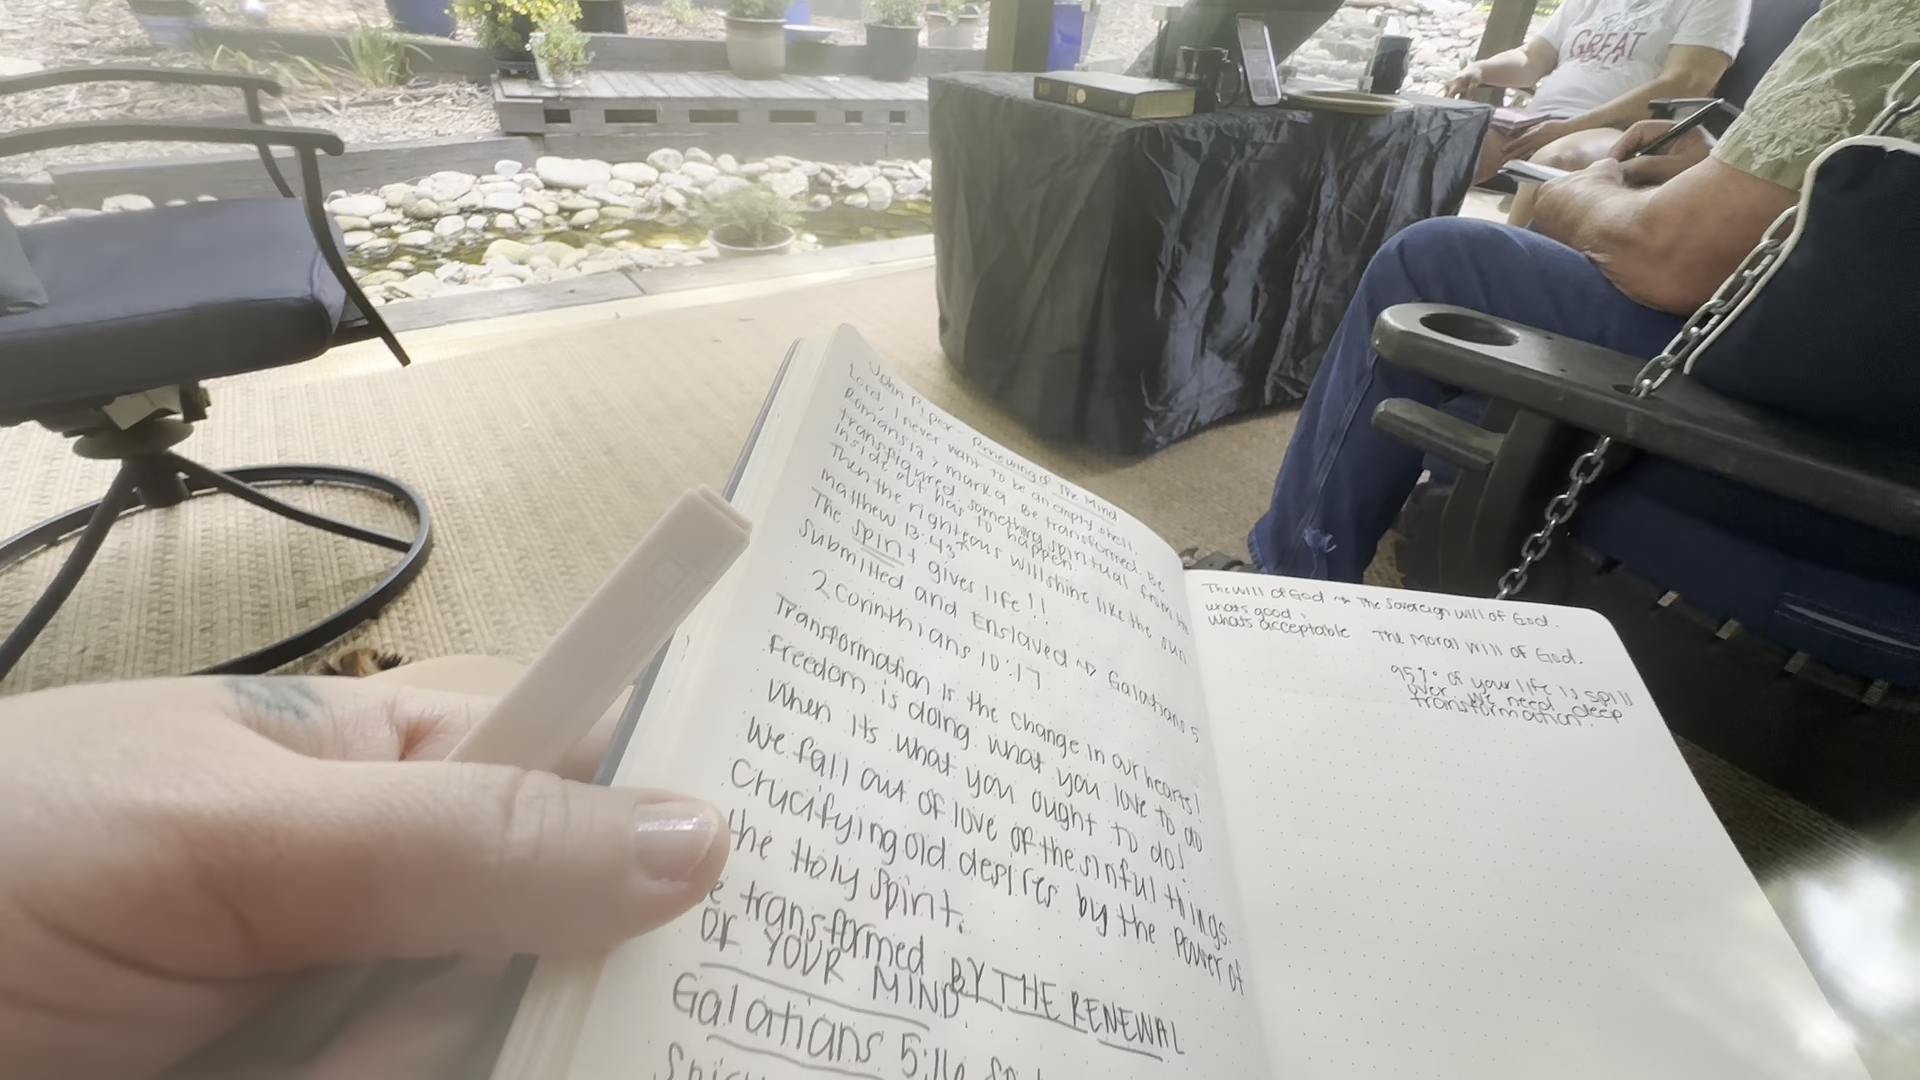 John Piper - Renewing of The Mind
Lord, I never want to be an empty shell.
Romans 12; mark 9 Be transformed. Be
transfigured. something spiritual from the
inside out has to happen.
Then the righteous will shine like the sun
matthew 13:43
The spirit gives life!!
Submitted and Enslaved → Galatians 5
2 Corinthians 10:17
Transformation is the change in our hearts!
Freedom is doing what you love to do
when its what you ought to do!
We fall out of love of the sinful things.
Crucifying old desires by the power of
the Holy Spirit.
e transformed BY THE RENEWAL
OF YOUR MIND
Galatians 5:16
The will of God → The Sovereign will of God.
whats good,
whats acceptable
The Moral will of God.
95% of your life is spill
over. We need deep
transformation
GREAT